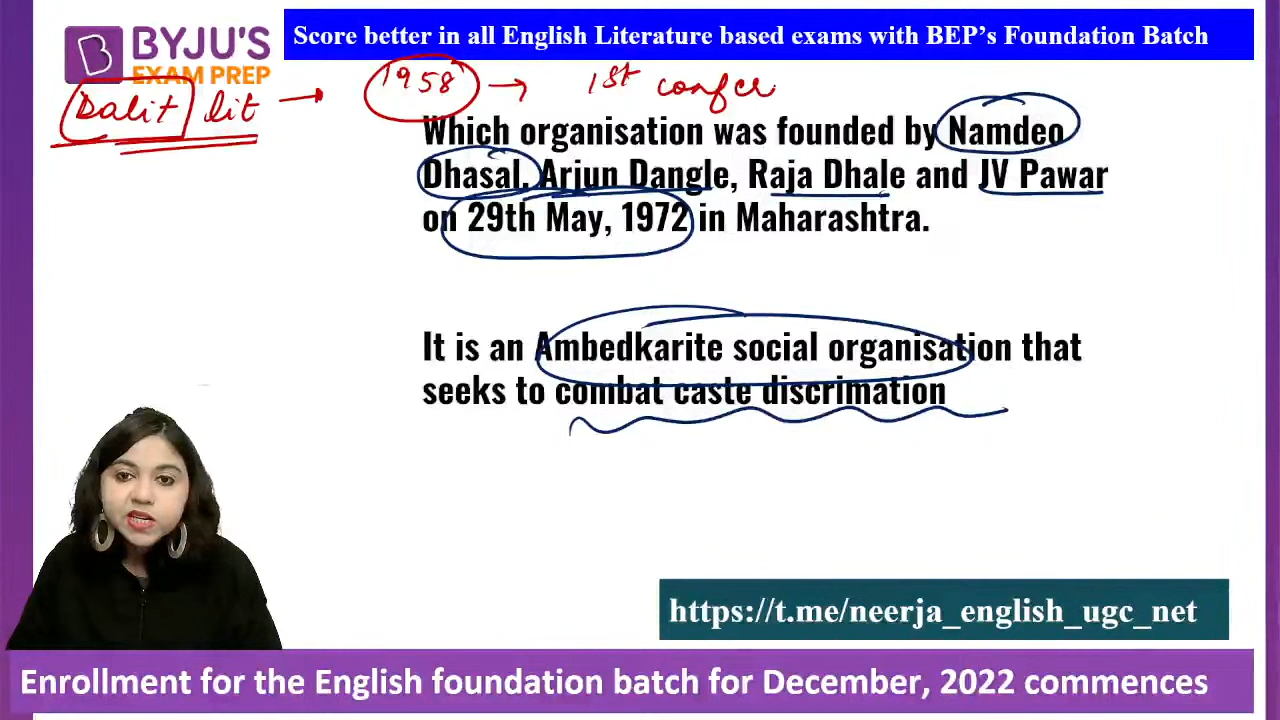 BYJU'S
EXAM PREP
Score better in all English Literature based exams with BEP's Foundation Batch
Dalit lit → 1958 → 1st confer
Which organisation was founded by Namdeo
Dhasal, Arjun Dangle, Raja Dhale and JV Pawar
on 29th May, 1972 in Maharashtra.
It is an Ambedkarite social organisation that
seeks to combat caste discrimation
https://t.me/neerja_english_ugc_net
Enrollment for the English foundation batch for December, 2022 commences